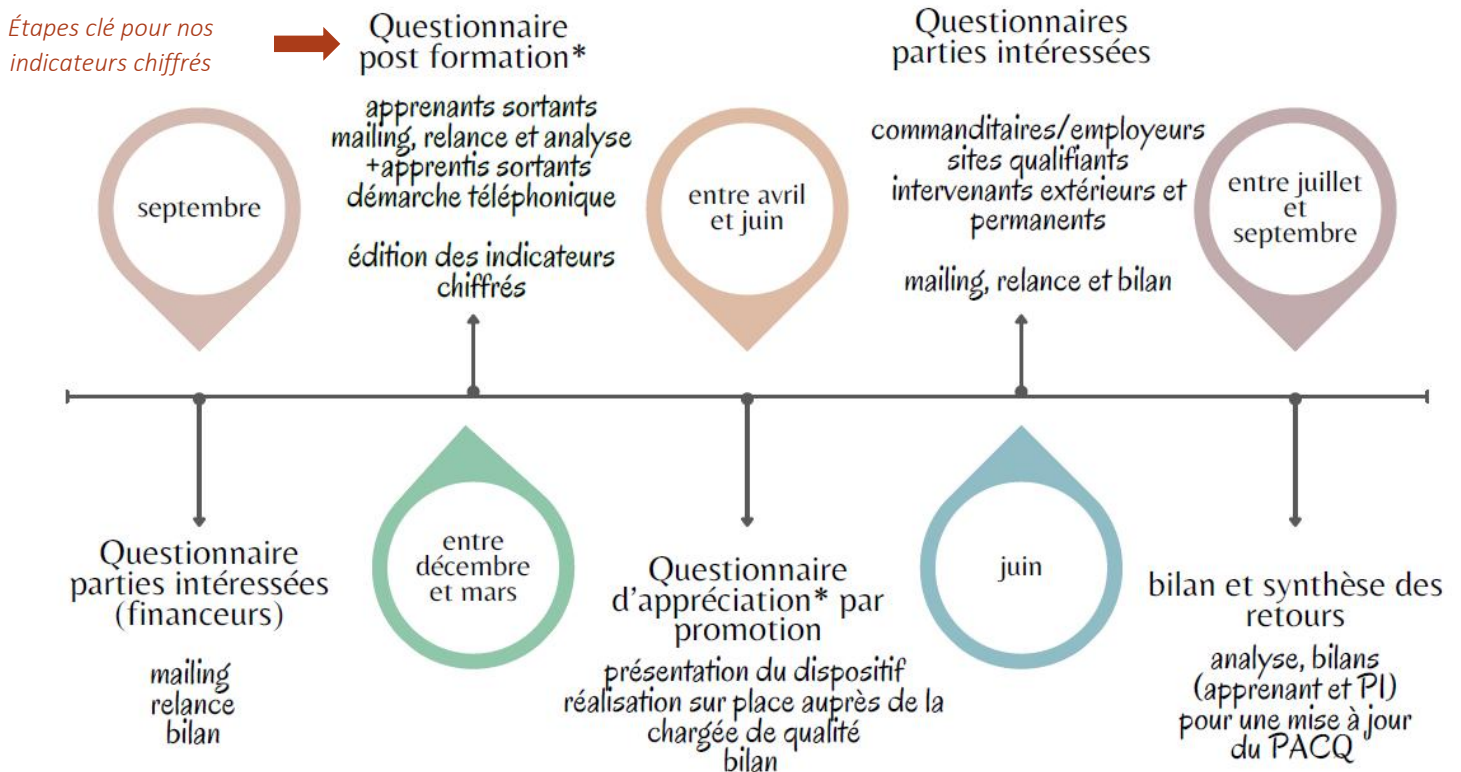 Étapes clé pour nos
indicateurs chiffrés
Questionnaire
post formation*
apprenants sortants
mailing, relance et analyse
+apprentis sortants
démarche téléphonique
édition des indicateurs
chiffrés
Questionnaires
parties intéressées
commanditaires/employeurs
sites qualifiants
intervenants extérieurs et
permanents
mailing, relance et bilan
septembre
entre avril
et juin
entre juillet
et
septembre
Questionnaire
parties intéressées
(financeurs)
mailing
relance
bilan
entre
décembre
et mars
Questionnaire
d'appréciation* par
promotion
présentation du dispositif
réalisation sur place auprès de la
chargée de qualité
bilan
juin
bilan et synthèse des
retours
analyse, bilans
(apprenant et PI)
pour une mise à jour
du PACQ